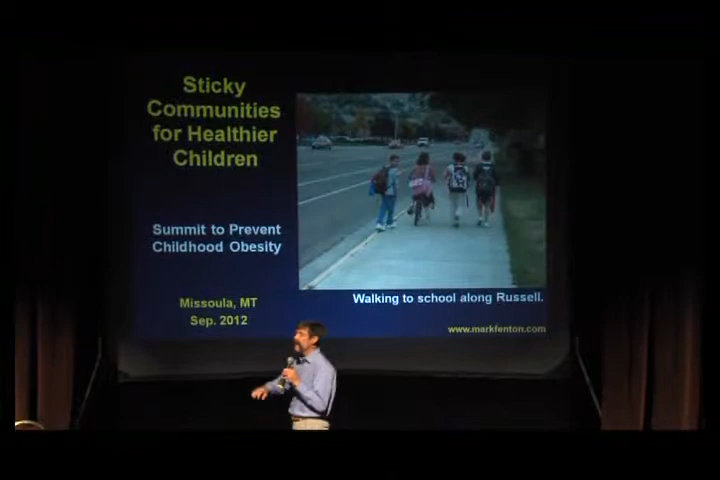 Sticky
Communities
for Healthier
Children
Summit to Prevent
Childhood Obesity
Missoula, MT
Sep. 2012
Walking to school along Russell.
www.markfenton.com